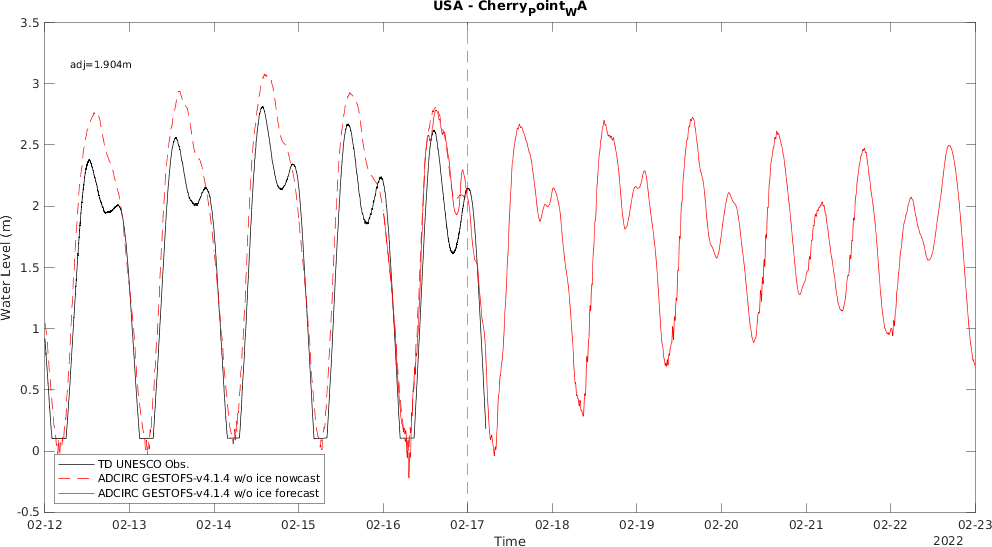 USA - CherryPointWA
3.5
adj=1.904m
3
2.5
2
1.5
1
0.5
0
-0.5
Water Level (m)
TD UNESCO Obs.
ADCIRC GESTOFS-v4.1.4 w/o ice nowcast
ADCIRC GESTOFS-v4.1.4 w/o ice forecast
02-12 02-13 02-14 02-15 02-16 02-17 02-18 02-19 02-20 02-21 02-22 02-23
Time
2022